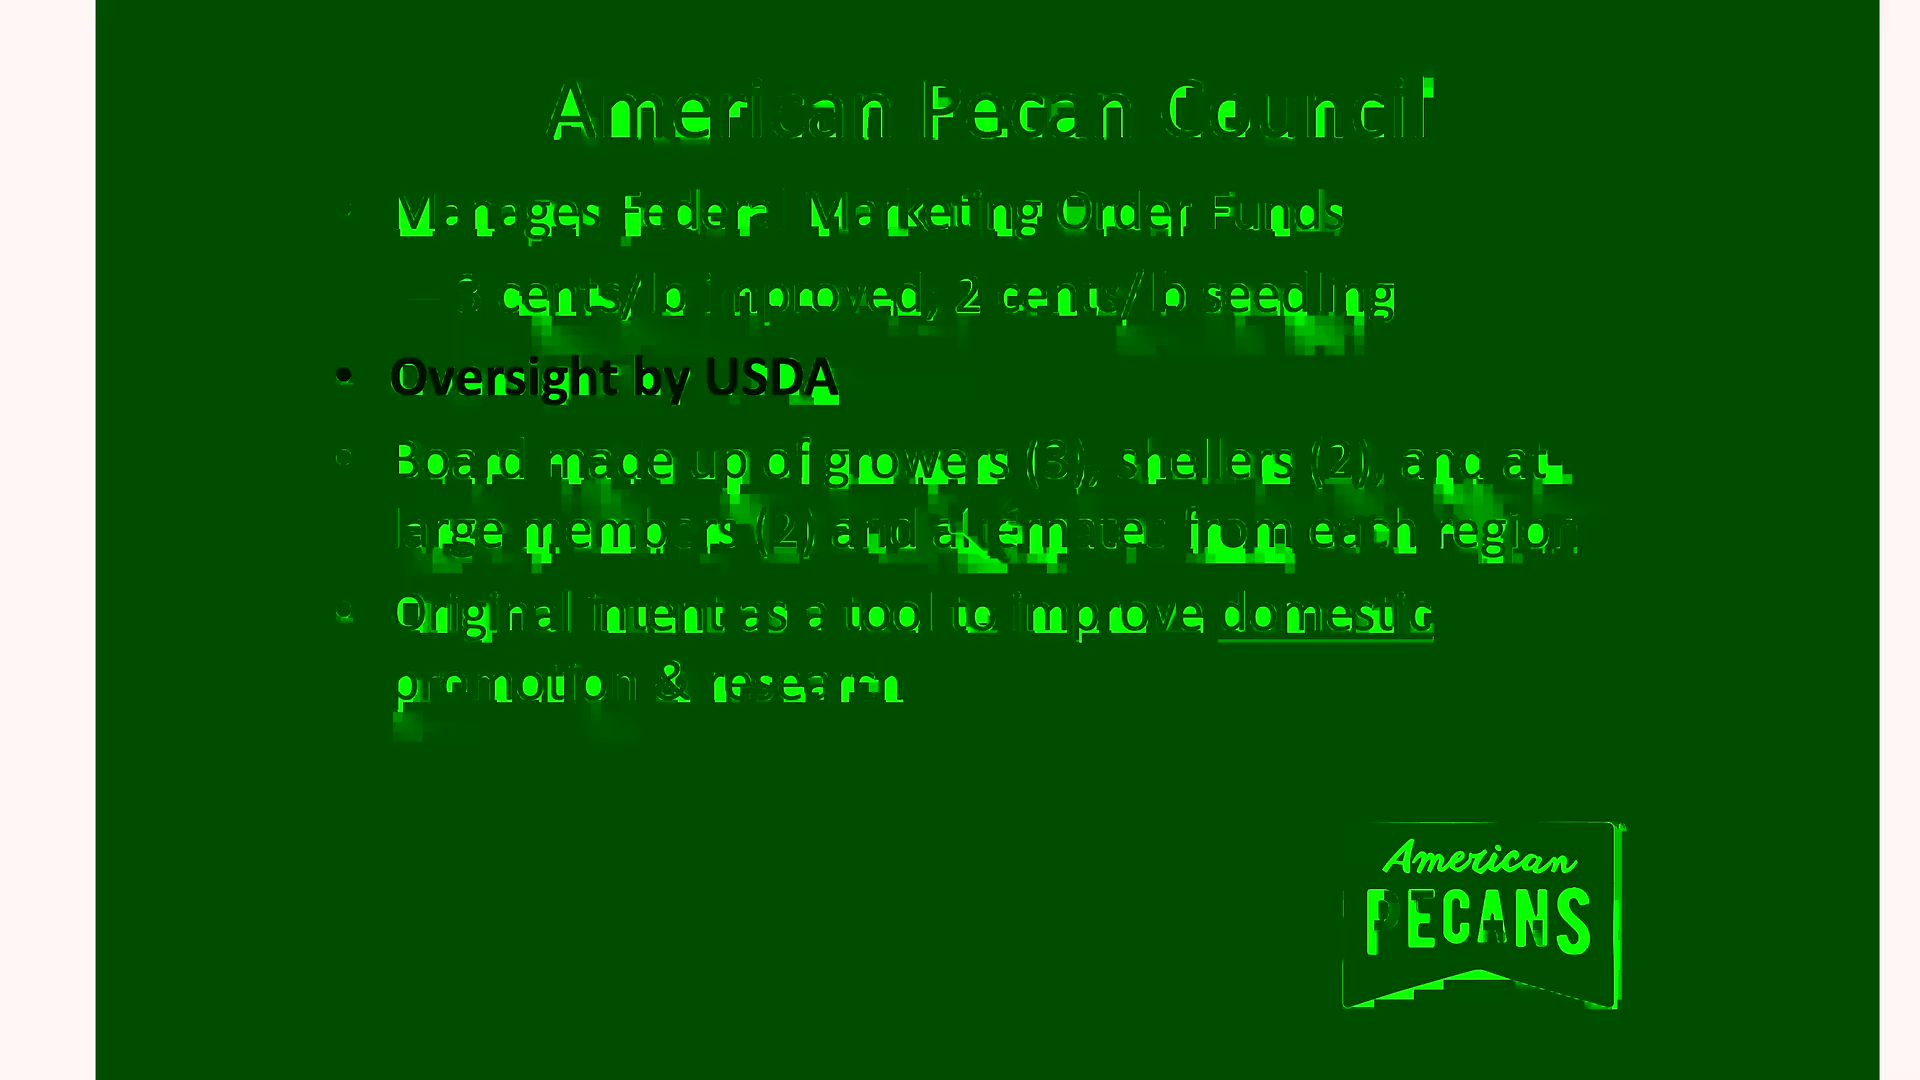 American Pecan Council
• Manages Federal Marketing Order Funds
– 3 cents/lb improved, 2 cents/lb seedling
• Oversight by USDA
• Board made up of growers (3), shellers (2), and at
large members (2) and alternates from each region
• Original intent as a tool to improve domestic
promotion & research
American
PECANS